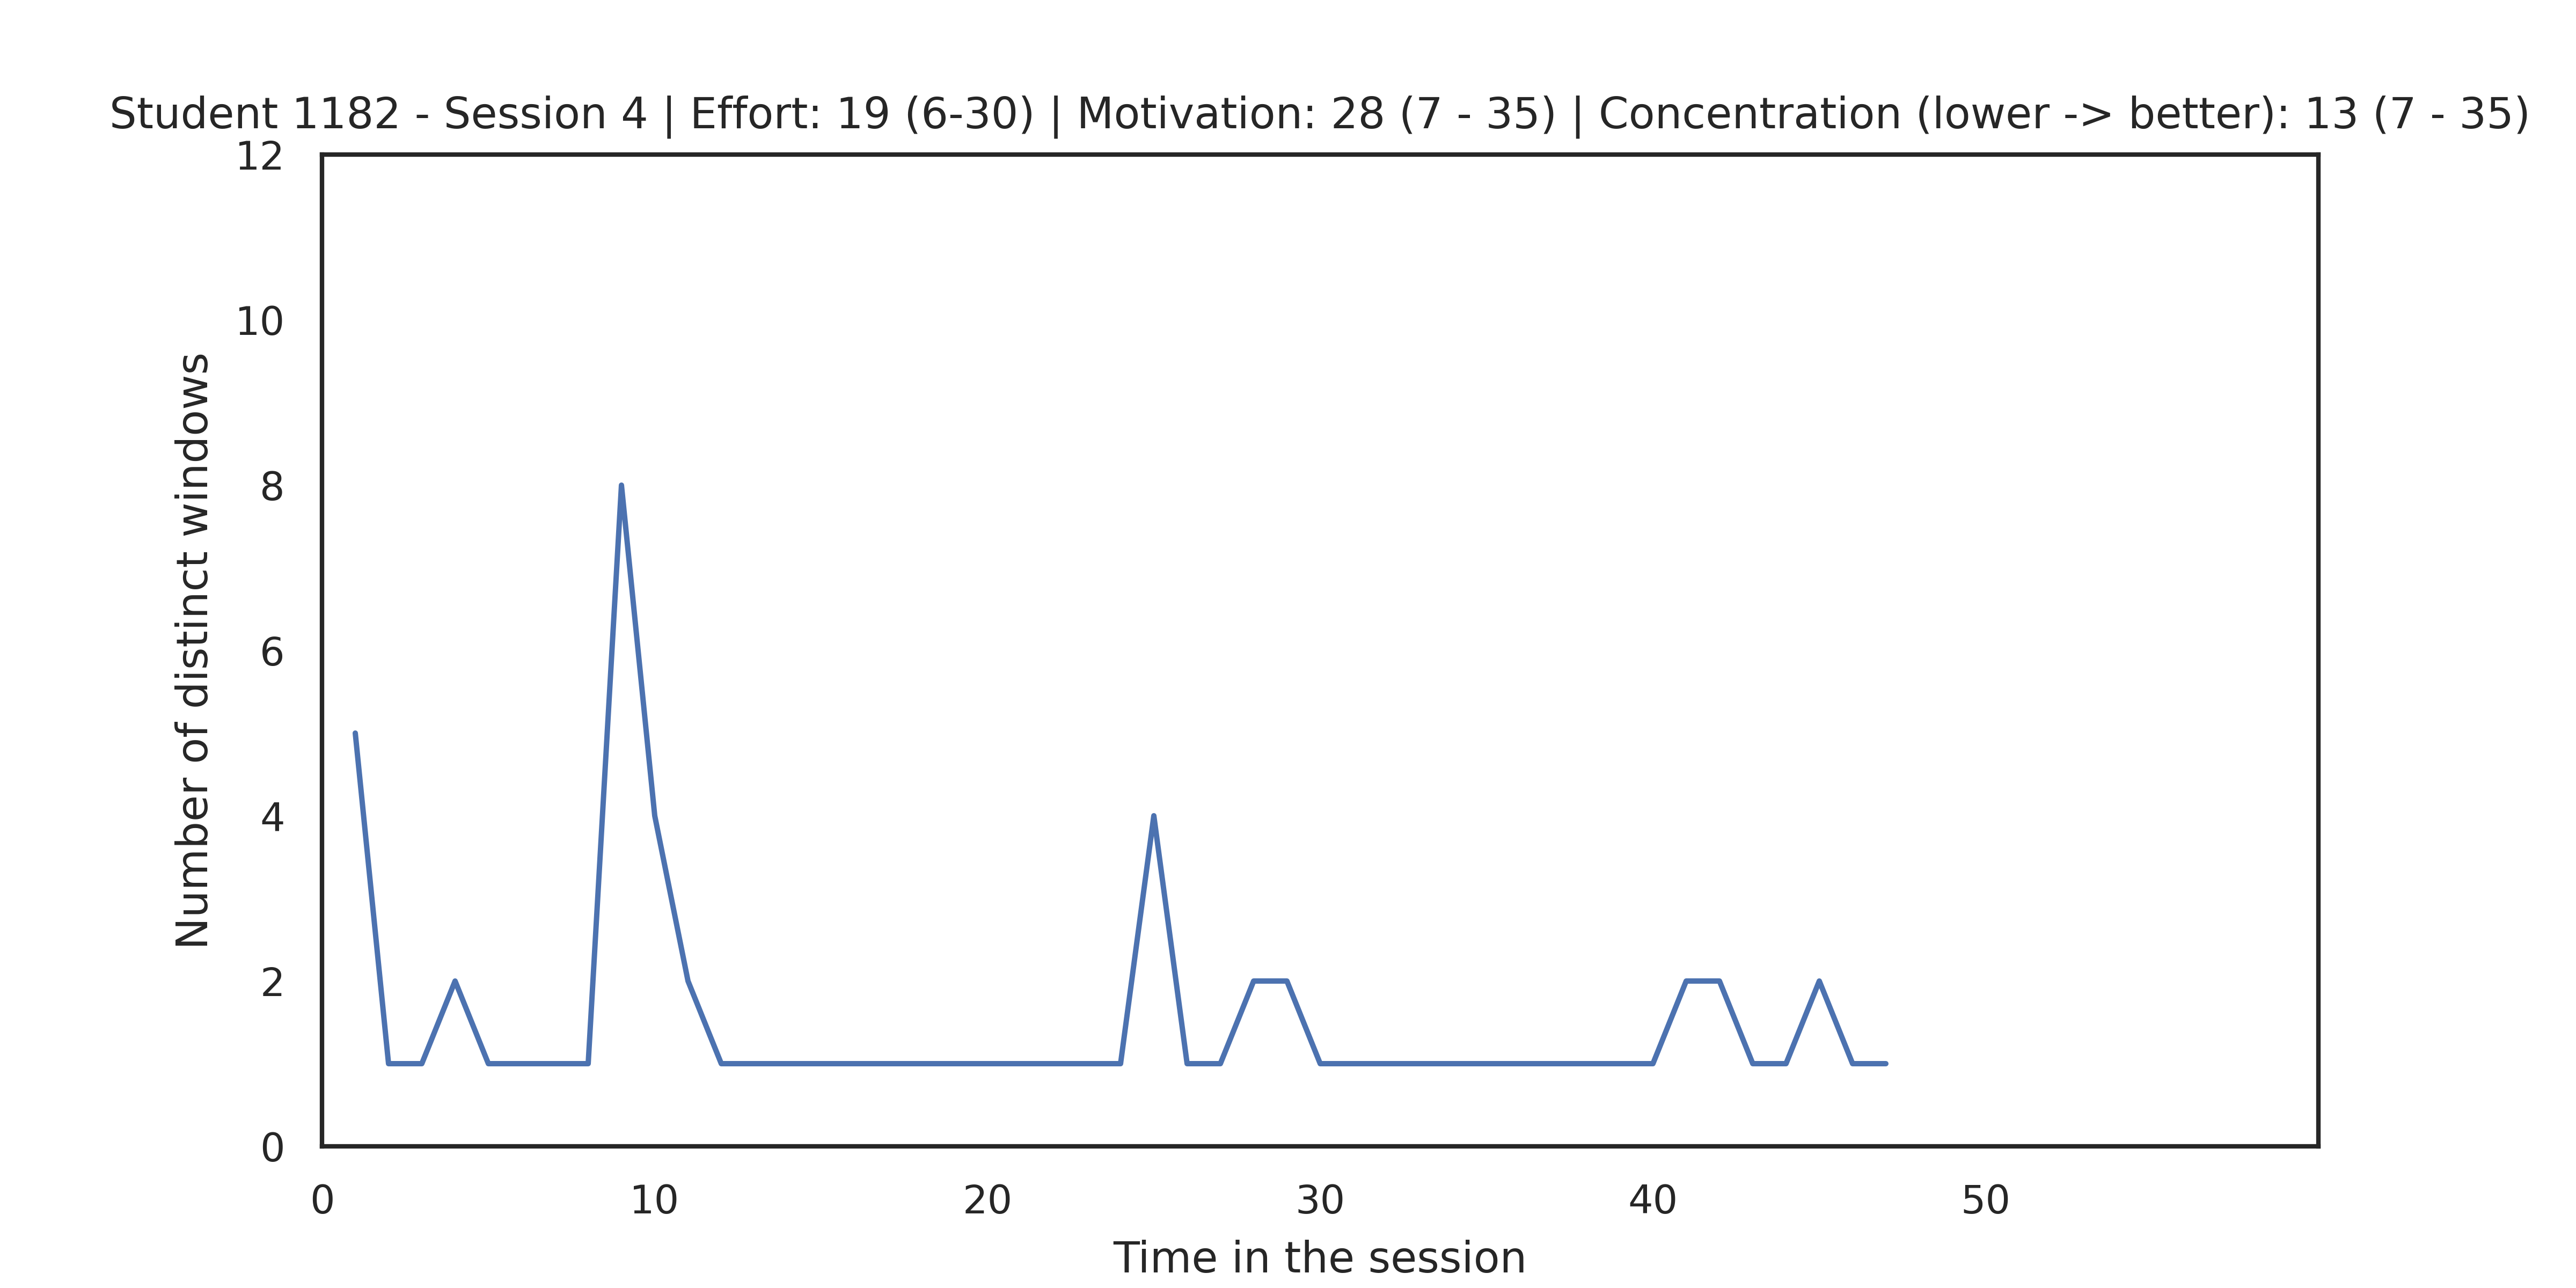 Student 1182 - Session 4 | Effort: 19 (6-30) | Motivation: 28 (7 - 35) | Concentration (lower -> better): 13 (7 - 35)
12
10
8
6
4
2
0
Number of distinct windows
0 10 20 30 40 50
Time in the session